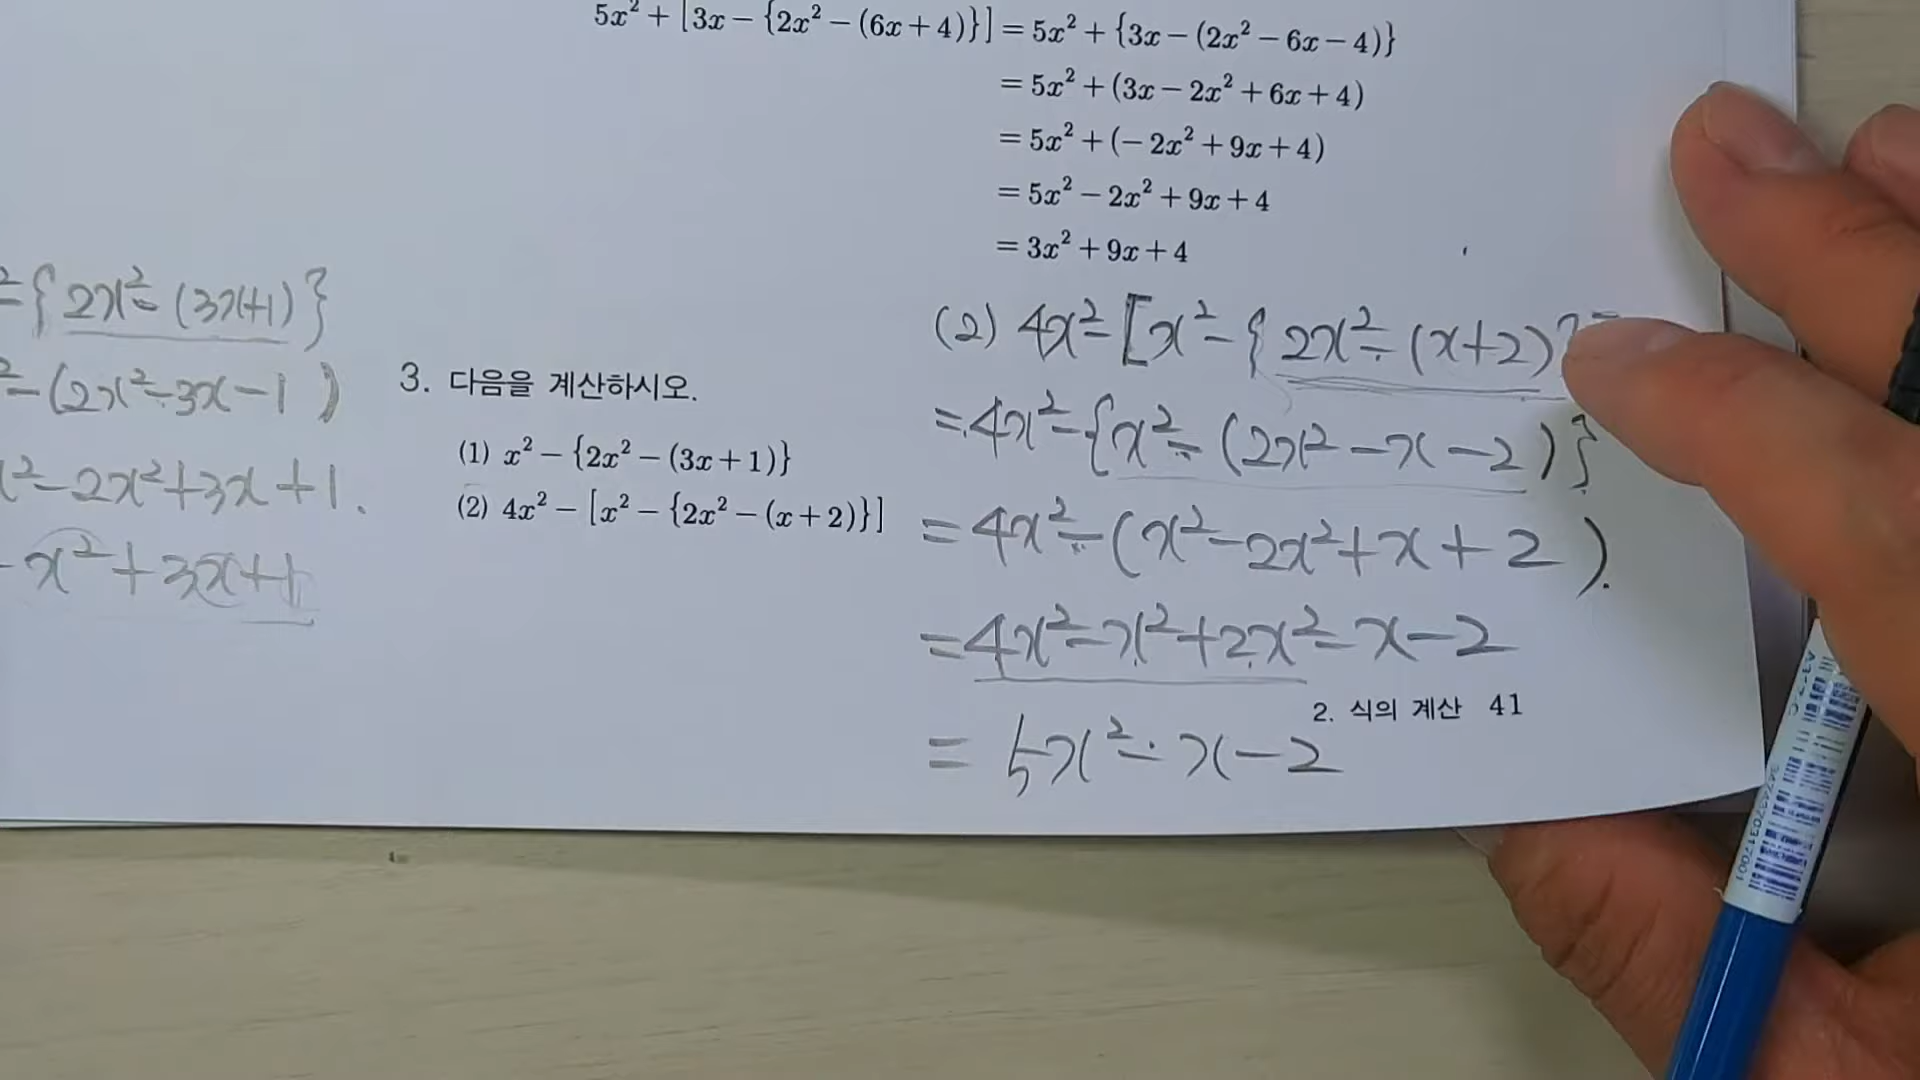 5x² + [3x − {2x² − (6x + 4)}] = 5x² + {3x − (2x² − 6x − 4)}
= 5x² + (3x − 2x² + 6x + 4)
= 5x² + (− 2x² + 9x + 4)
= 5x² − 2x² + 9x + 4
= 3x² + 9x + 4
{2x² − (3x+1)}
− (2x² − 3x − 1)
x² − 2x² + 3x + 1.
− x² + 3x + 1
3. 다음을 계산하시오.
(1) x² − {2x² − (3x + 1)}
(2) 4x² − [x² − {2x² − (x + 2)}]
(2) 4x² − [x² − {2x² − (x+2)}
= 4x² − {x² − (2x² − x − 2)}
= 4x² − (x² − 2x² + x + 2).
= 4x² − x² + 2x² − x − 2
= 5x² − x − 2
2. 식의 계산 41